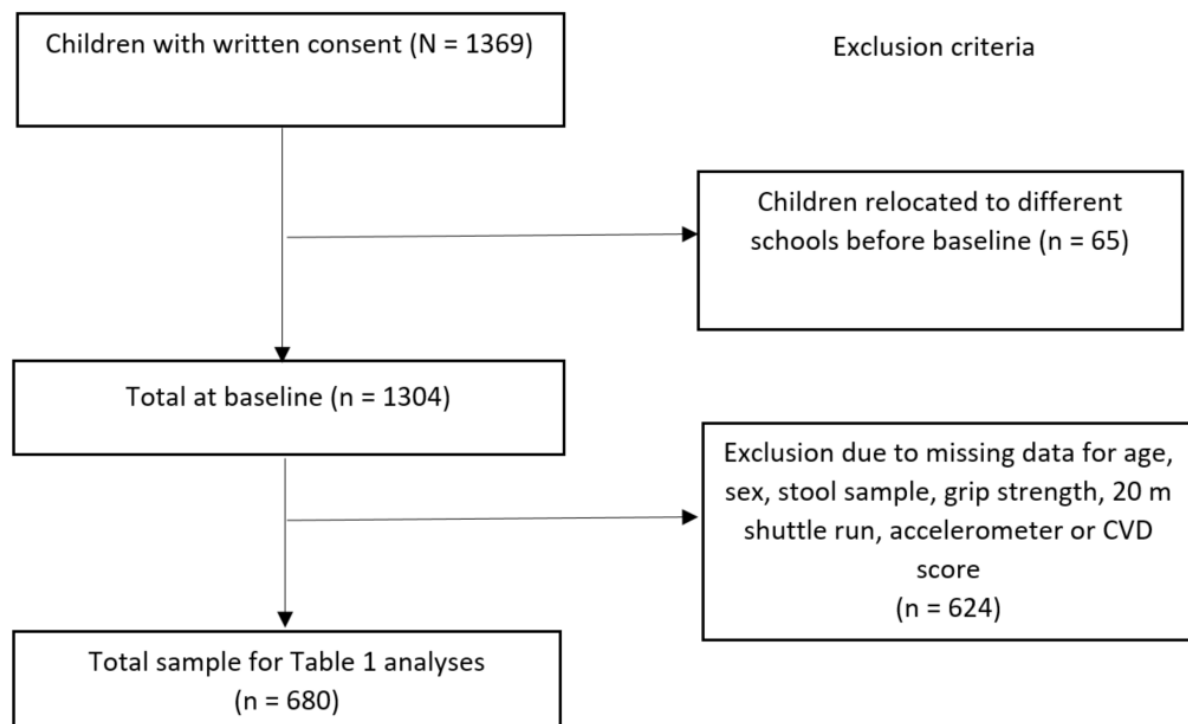 Children with written consent (N = 1369)
Exclusion criteria
Children relocated to different
schools before baseline (n = 65)
Total at baseline (n = 1304)
Exclusion due to missing data for age,
sex, stool sample, grip strength, 20 m
shuttle run, accelerometer or CVD
score
(n = 624)
Total sample for Table 1 analyses
(n = 680)